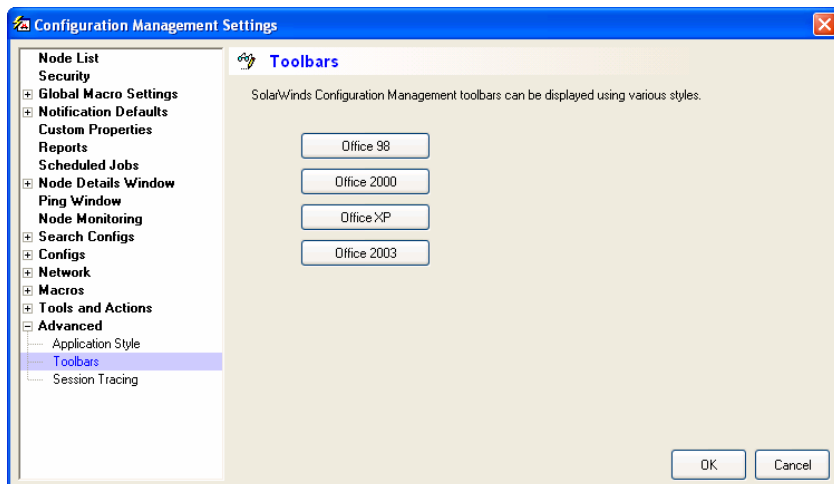 Configuration Management Settings
Node List
Security
Global Macro Settings
Notification Defaults
Custom Properties
Reports
Scheduled Jobs
Node Details Window
Ping Window
Node Monitoring
Search Configs
Configs
Network
Macros
Tools and Actions
Advanced
Application Style
Toolbars
Session Tracing
Toolbars
SolarWinds Configuration Management toolbars can be displayed using various styles.
Office 98
Office 2000
Office XP
Office 2003
OK
Cancel